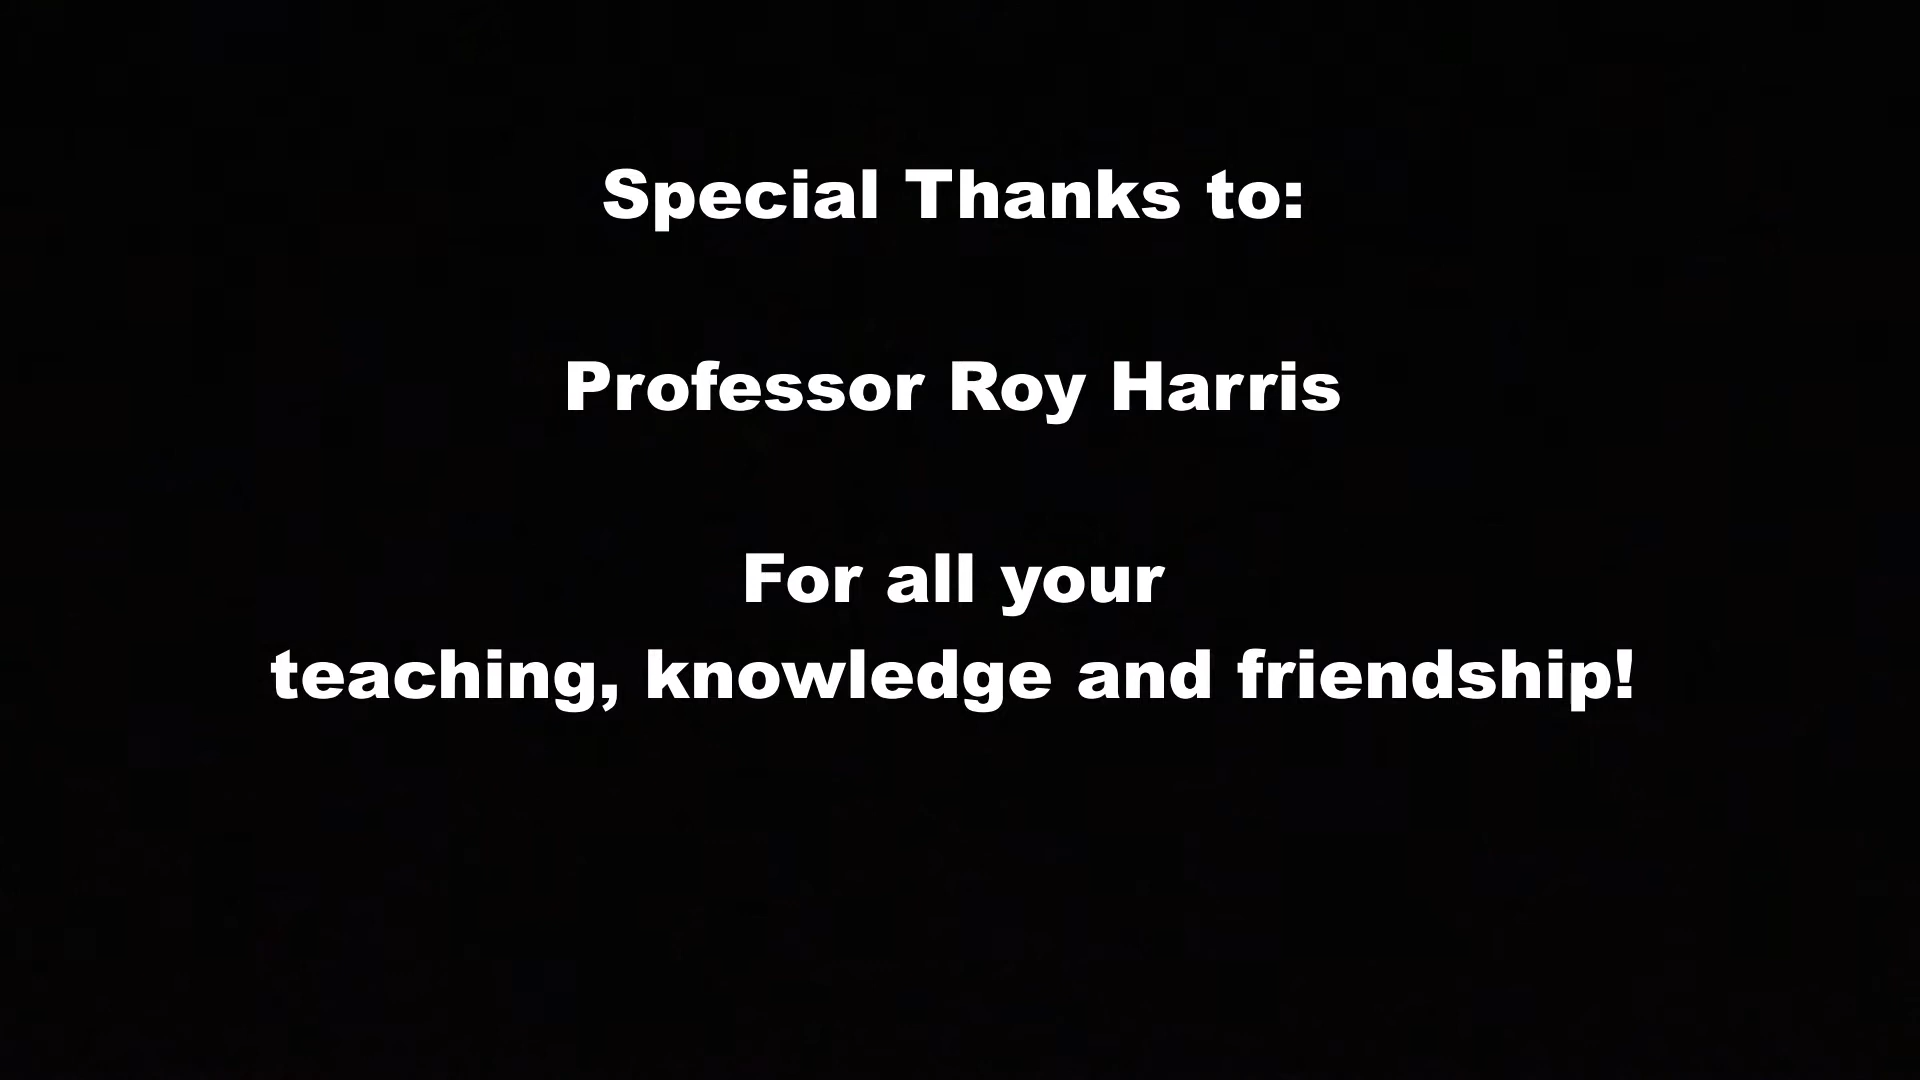 Special Thanks to:
Professor Roy Harris
For all your
teaching, knowledge and friendship!